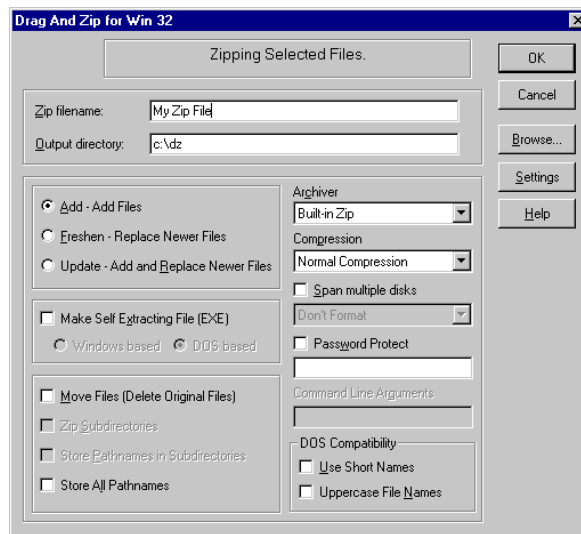 Drag And Zip for Win 32
Zipping Selected Files.
OK
Cancel
Zip filename: My Zip File
Output directory: c:\dz
Browse...
Settings
Help
Add - Add Files
Freshen - Replace Newer Files
Update - Add and Replace Newer Files
Make Self Extracting File (EXE)
Windows based DOS based
Move Files (Delete Original Files)
Zip Subdirectories
Store Pathnames in Subdirectories
Store All Pathnames
Archiver
Built-in Zip
Compression
Normal Compression
Span multiple disks
Don't Format
Password Protect
Command Line Arguments
DOS Compatibility
Use Short Names
Uppercase File Names